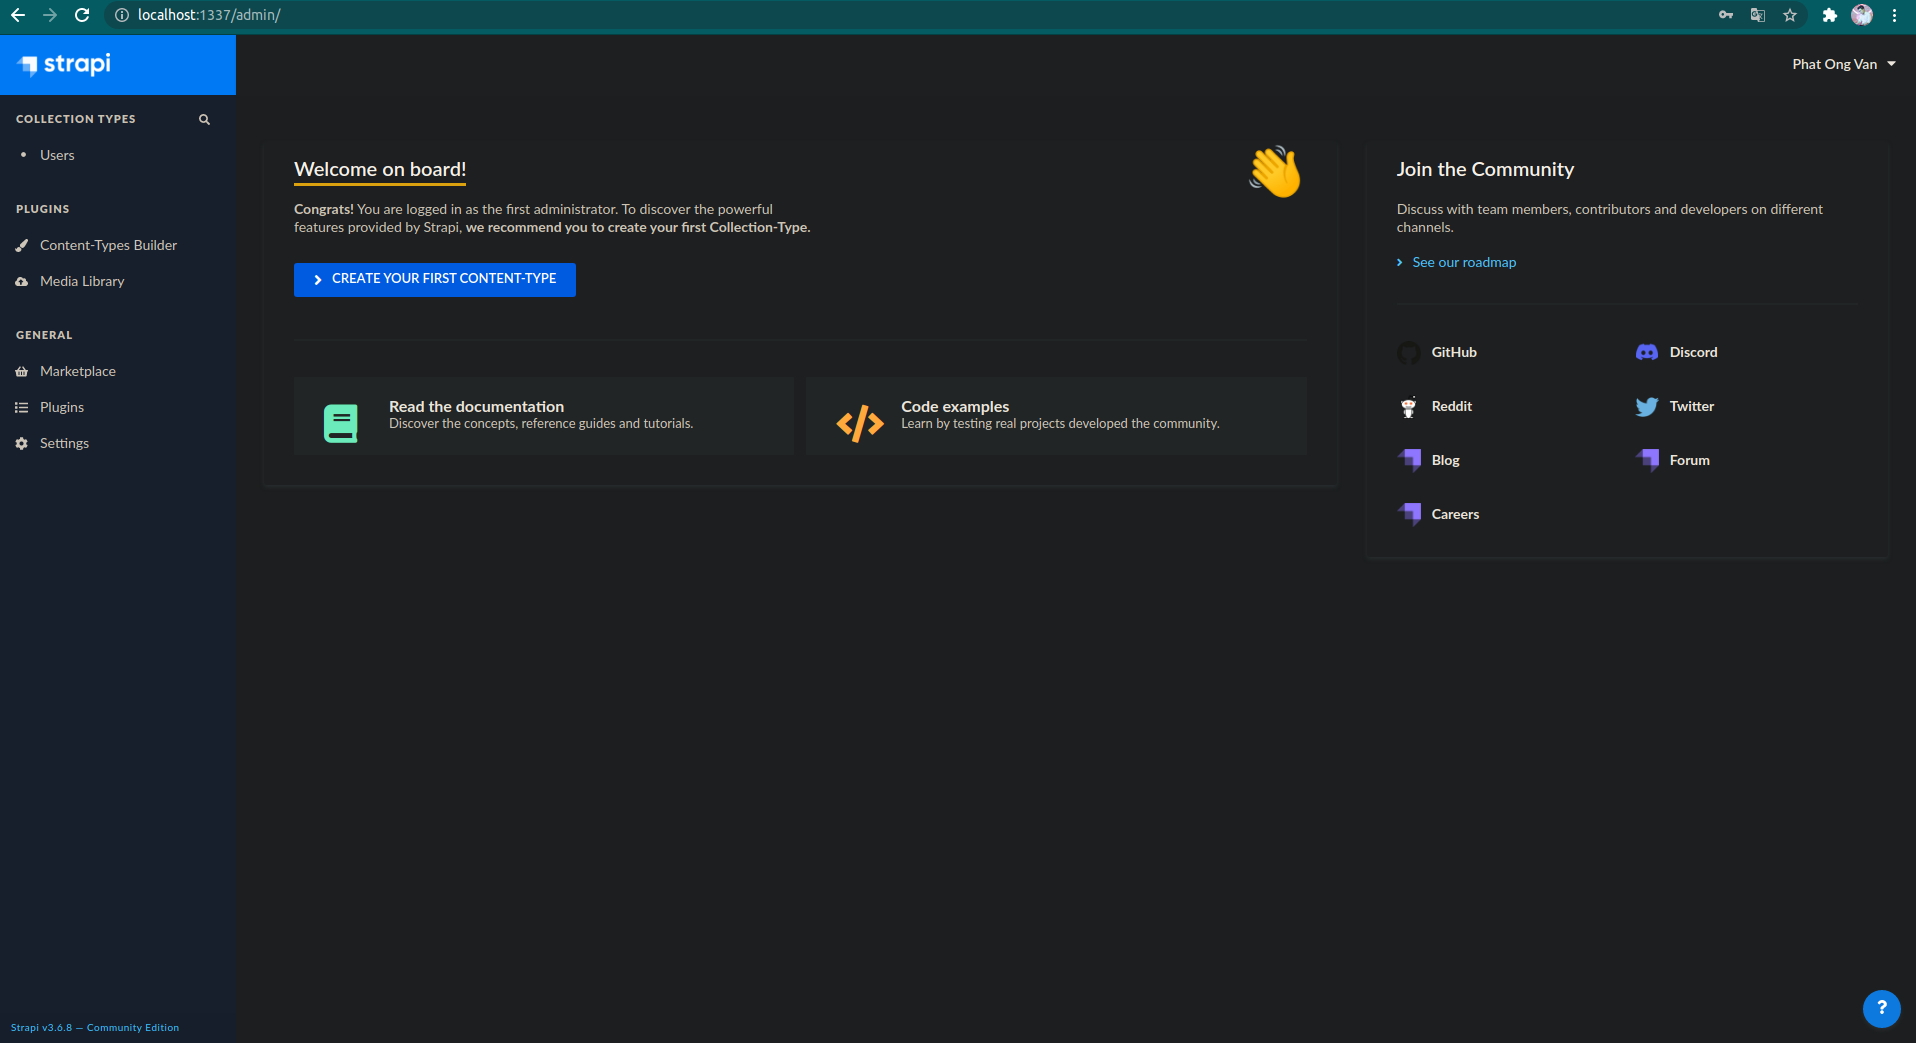 localhost:1337/admin/
strapi
Phat Ong Van
COLLECTION TYPES
Users
PLUGINS
Content-Types Builder
Media Library
GENERAL
Marketplace
Plugins
Settings
Strapi v3.6.8 — Community Edition
Welcome on board!
Congrats! You are logged in as the first administrator. To discover the powerful
features provided by Strapi, we recommend you to create your first Collection-Type.
CREATE YOUR FIRST CONTENT-TYPE
Read the documentation
Discover the concepts, reference guides and tutorials.
Code examples
Learn by testing real projects developed the community.
Join the Community
Discuss with team members, contributors and developers on different
channels.
See our roadmap
GitHub
Discord
Reddit
Twitter
Blog
Forum
Careers
?